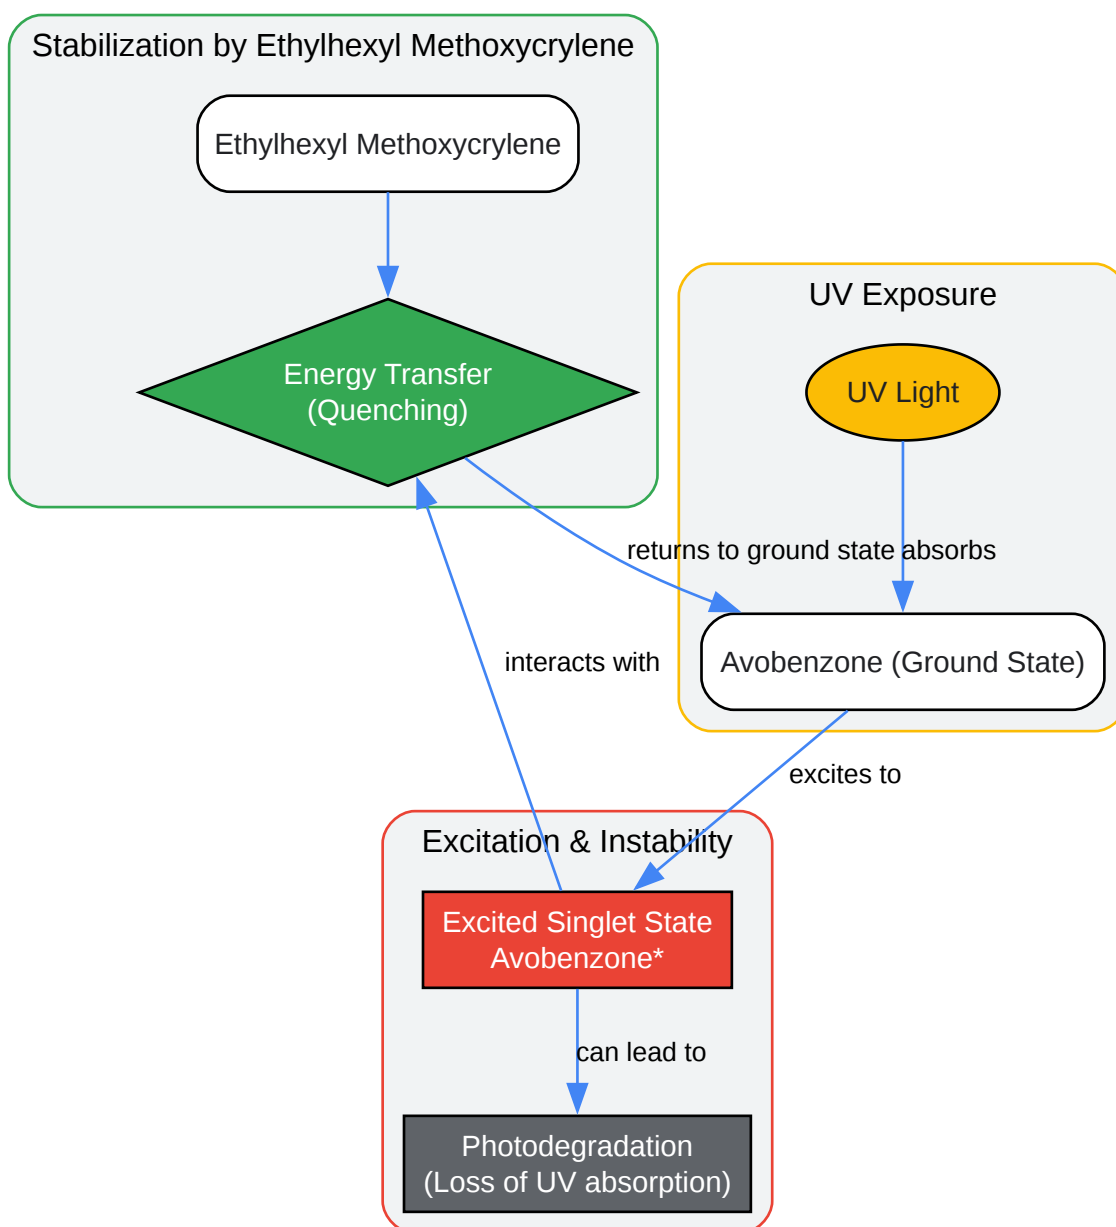 Stabilization by Ethylhexyl Methoxycrylene
Ethylhexyl Methoxycrylene
Energy Transfer
(Quenching)
UV Exposure
UV Light
returns to ground state
absorbs
Avobenzone (Ground State)
interacts with
excites to
Excitation & Instability
Excited Singlet State
Avobenzone*
can lead to
Photodegradation
(Loss of UV absorption)